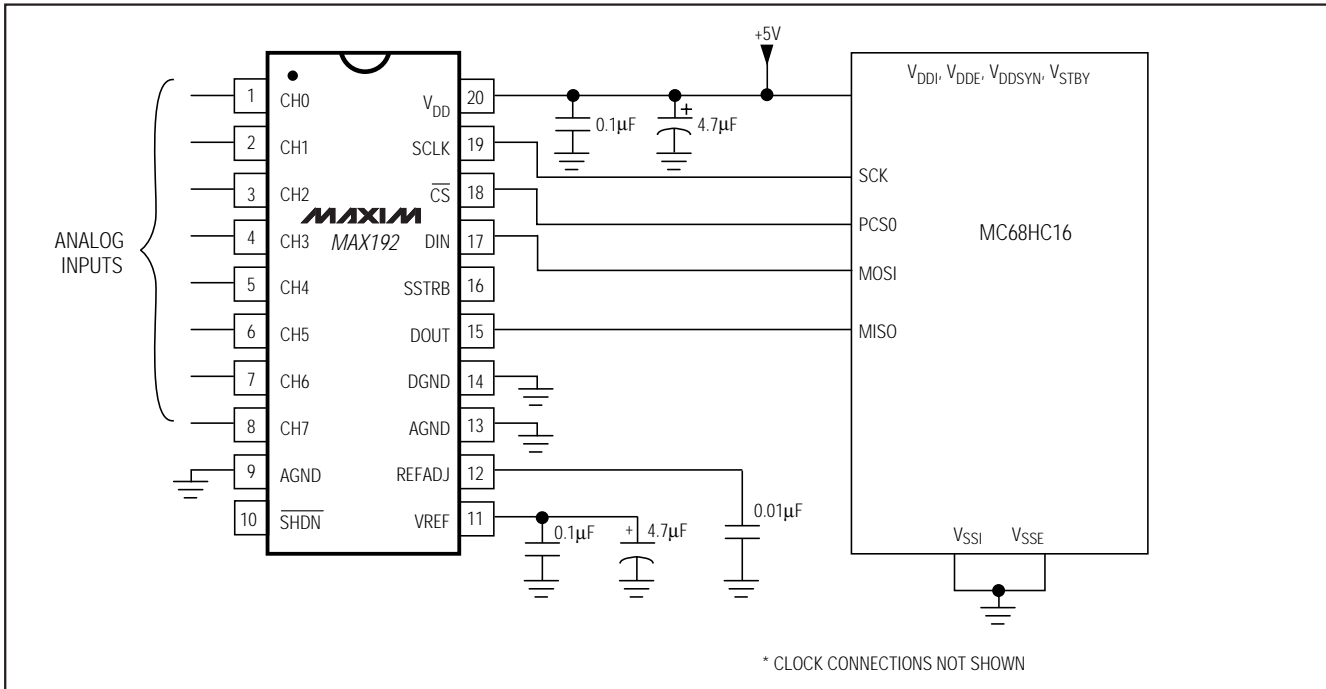 +5V
VDDI, VDDE, VDDSYN, VSTBY
1 CH0
VDD 20
0.1µF
+
4.7µF
2 CH1
SCLK 19
SCK
3 CH2
CS 18
PCS0
MAXIM
MAX192
MC68HC16
ANALOG
INPUTS
4 CH3
DIN 17
MOSI
5 CH4
SSTRB 16
6 CH5
DOUT 15
MISO
7 CH6
DGND 14
8 CH7
AGND 13
9 AGND
REFADJ 12
10 SHDN
VREF 11
0.1µF
+
4.7µF
0.01µF
VSSI VSSE
* CLOCK CONNECTIONS NOT SHOWN